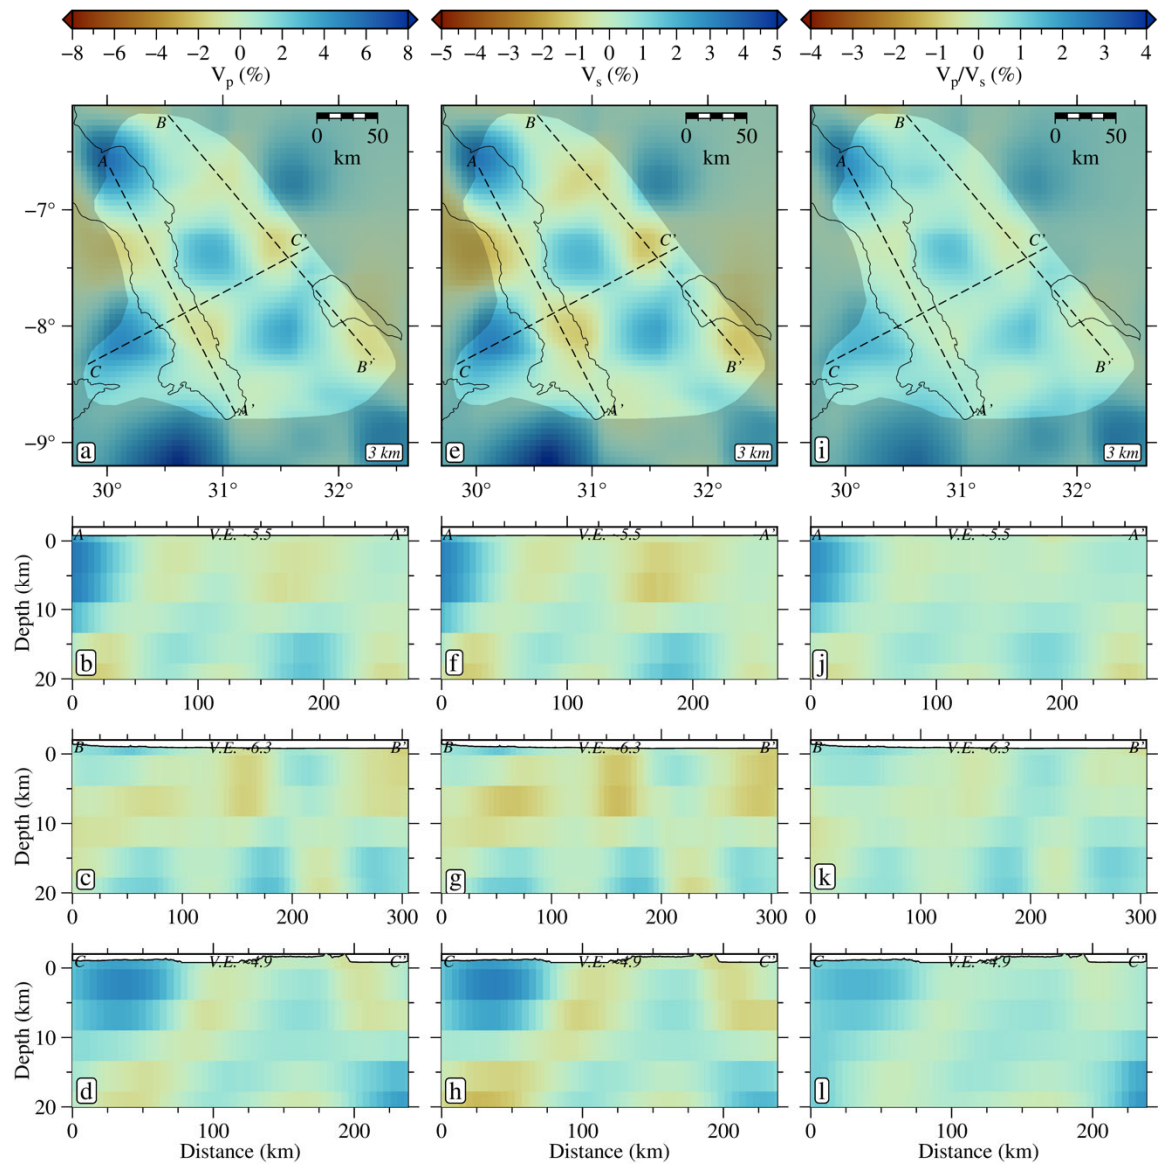 −8 −6 −4 −2 0 2 4 6 8
Vp (%)
−5 −4 −3 −2 −1 0 1 2 3 4 5
Vs (%)
−4 −3 −2 −1 0 1 2 3 4
Vp/Vs (%)
B 0 50 km
A
C'
C
B'
A'
a 3 km
−7°
−8°
−9°
30° 31° 32°
B 0 50 km
A
C'
C
B'
A'
e 3 km
30° 31° 32°
B 0 50 km
A
C'
C
B'
A'
i 3 km
30° 31° 32°
A V.E. ~5.5 A'
Depth (km)
0
10
20
b
0 100 200
A V.E. ~5.5 A'
f
0 100 200
A V.E. ~5.5 A'
j
0 100 200
B V.E. ~6.3 B'
Depth (km)
0
10
20
c
0 100 200 300
B V.E. ~6.3 B'
g
0 100 200 300
B V.E. ~6.3 B'
k
0 100 200 300
C V.E. ~4.9 C'
Depth (km)
0
10
20
d
0 100 200
Distance (km)
C V.E. ~4.9 C'
h
0 100 200
Distance (km)
C V.E. ~4.9 C'
l
0 100 200
Distance (km)